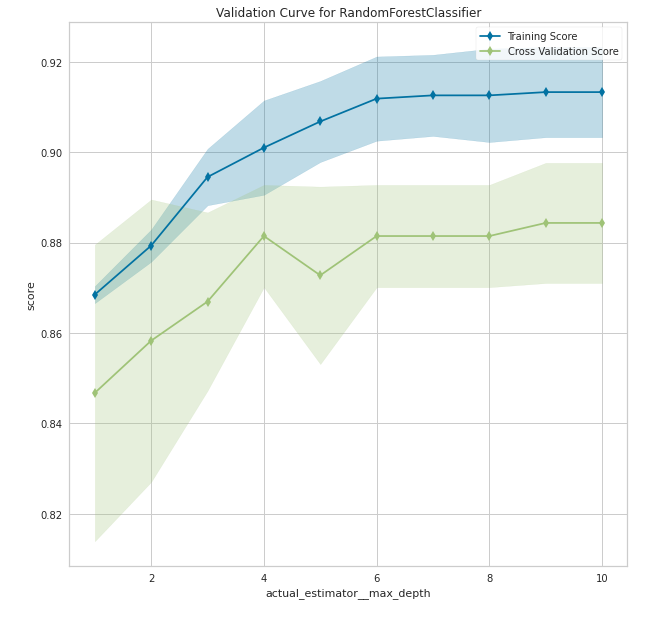 Validation Curve for RandomForestClassifier
Training Score
Cross Validation Score
0.92
0.90
0.88
0.86
0.84
0.82
score
2 4 6 8 10
actual_estimator__max_depth